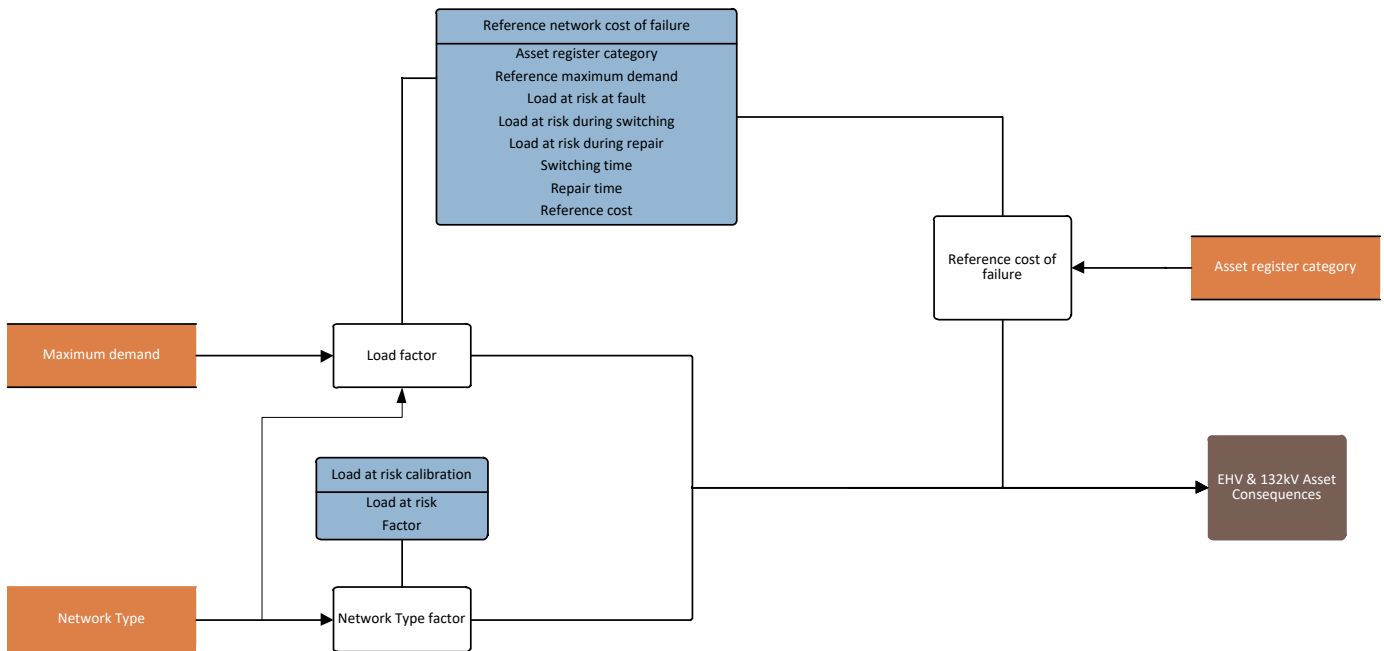 Reference network cost of failure
Asset register category
Reference maximum demand
Load at risk at fault
Load at risk during switching
Load at risk during repair
Switching time
Repair time
Reference cost
Reference cost of
failure
Asset register category
Maximum demand
Load factor
Load at risk calibration
Load at risk
Factor
EHV & 132kV Asset
Consequences
Network Type
Network Type factor